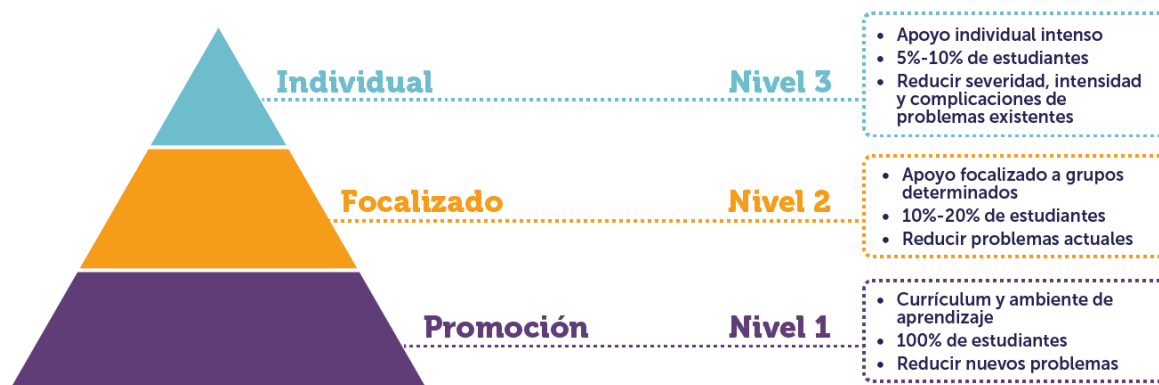 Individual
Nivel 3
• Apoyo individual intenso
• 5%-10% de estudiantes
• Reducir severidad, intensidad
y complicaciones de
problemas existentes
Focalizado
Nivel 2
• Apoyo focalizado a grupos
determinados
• 10%-20% de estudiantes
• Reducir problemas actuales
Promoción
Nivel 1
• Currículum y ambiente de
aprendizaje
• 100% de estudiantes
• Reducir nuevos problemas